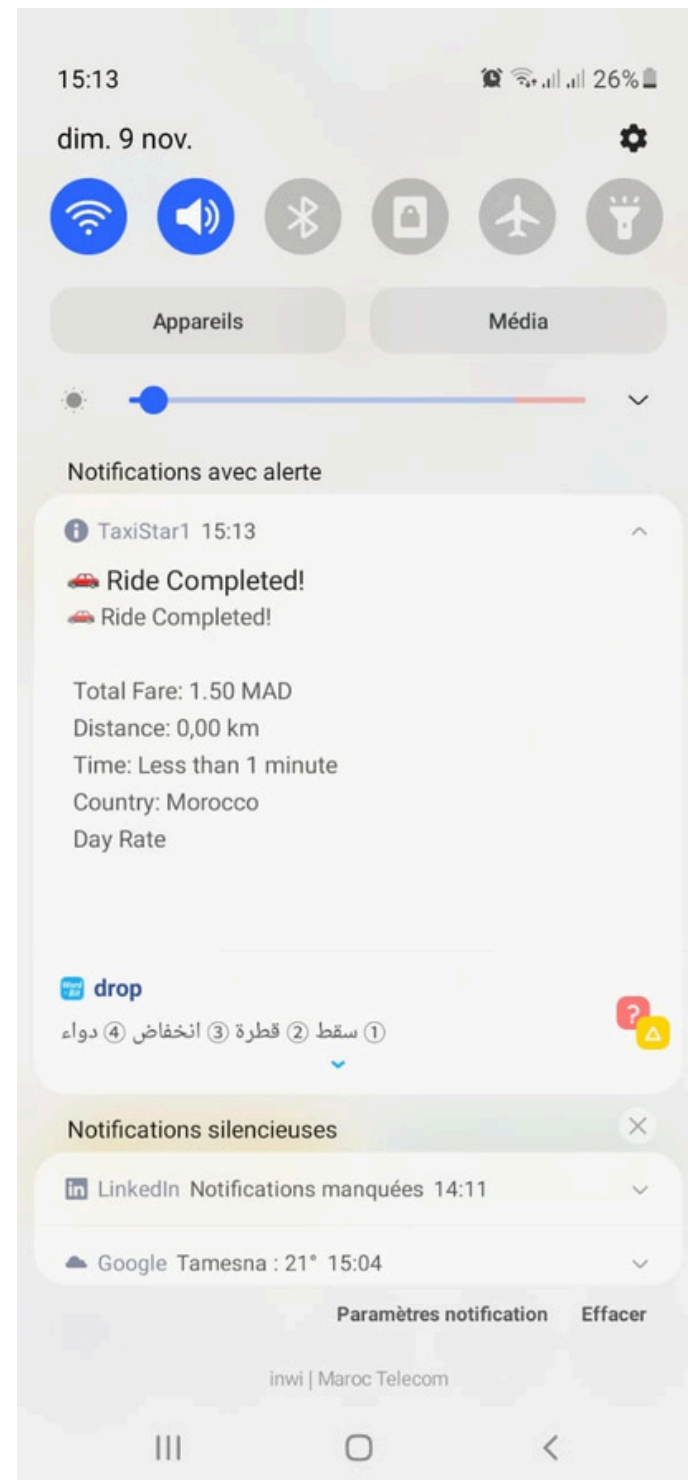 15:13 26%
dim. 9 nov.
Appareils Média
Notifications avec alerte
TaxiStar1 15:13
🚗 Ride Completed!
🚗 Ride Completed!
Total Fare: 1.50 MAD
Distance: 0,00 km
Time: Less than 1 minute
Country: Morocco
Day Rate
drop
① سقط ② قطرة ③ انخفاض ④ دواء
Notifications silencieuses
LinkedIn Notifications manquées 14:11
Google Tamesna : 21° 15:04
Paramètres notification Effacer
inwi | Maroc Telecom